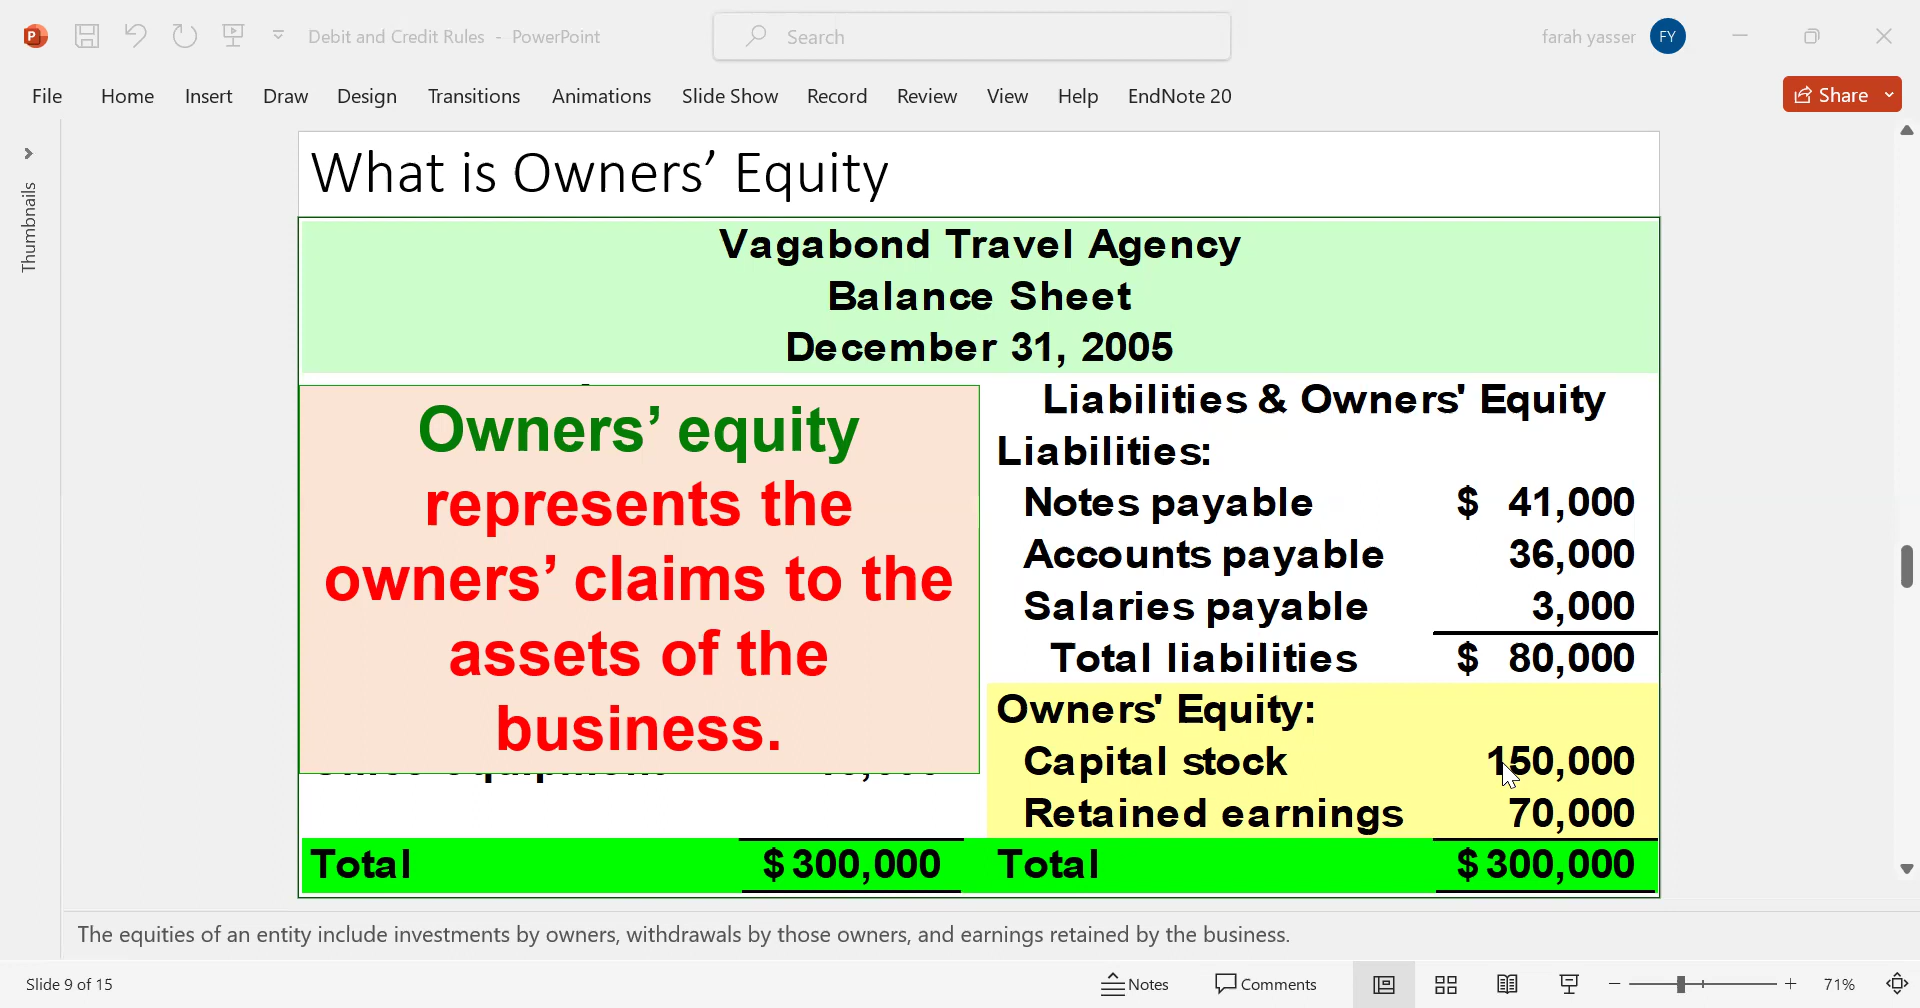 Debit and Credit Rules - PowerPoint
Search
farah yasser
FY
File Home Insert Draw Design Transitions Animations Slide Show Record Review View Help EndNote 20
Share
Thumbnails
What is Owners’ Equity
Vagabond Travel Agency
Balance Sheet
December 31, 2005
Owners’ equity
represents the
owners’ claims to the
assets of the
business.
Liabilities & Owners' Equity
Liabilities:
Notes payable $ 41,000
Accounts payable 36,000
Salaries payable 3,000
Total liabilities $ 80,000
Owners' Equity:
Capital stock 150,000
Retained earnings 70,000
Total $300,000 Total $300,000
The equities of an entity include investments by owners, withdrawals by those owners, and earnings retained by the business.
Slide 9 of 15
Notes
Comments
71%